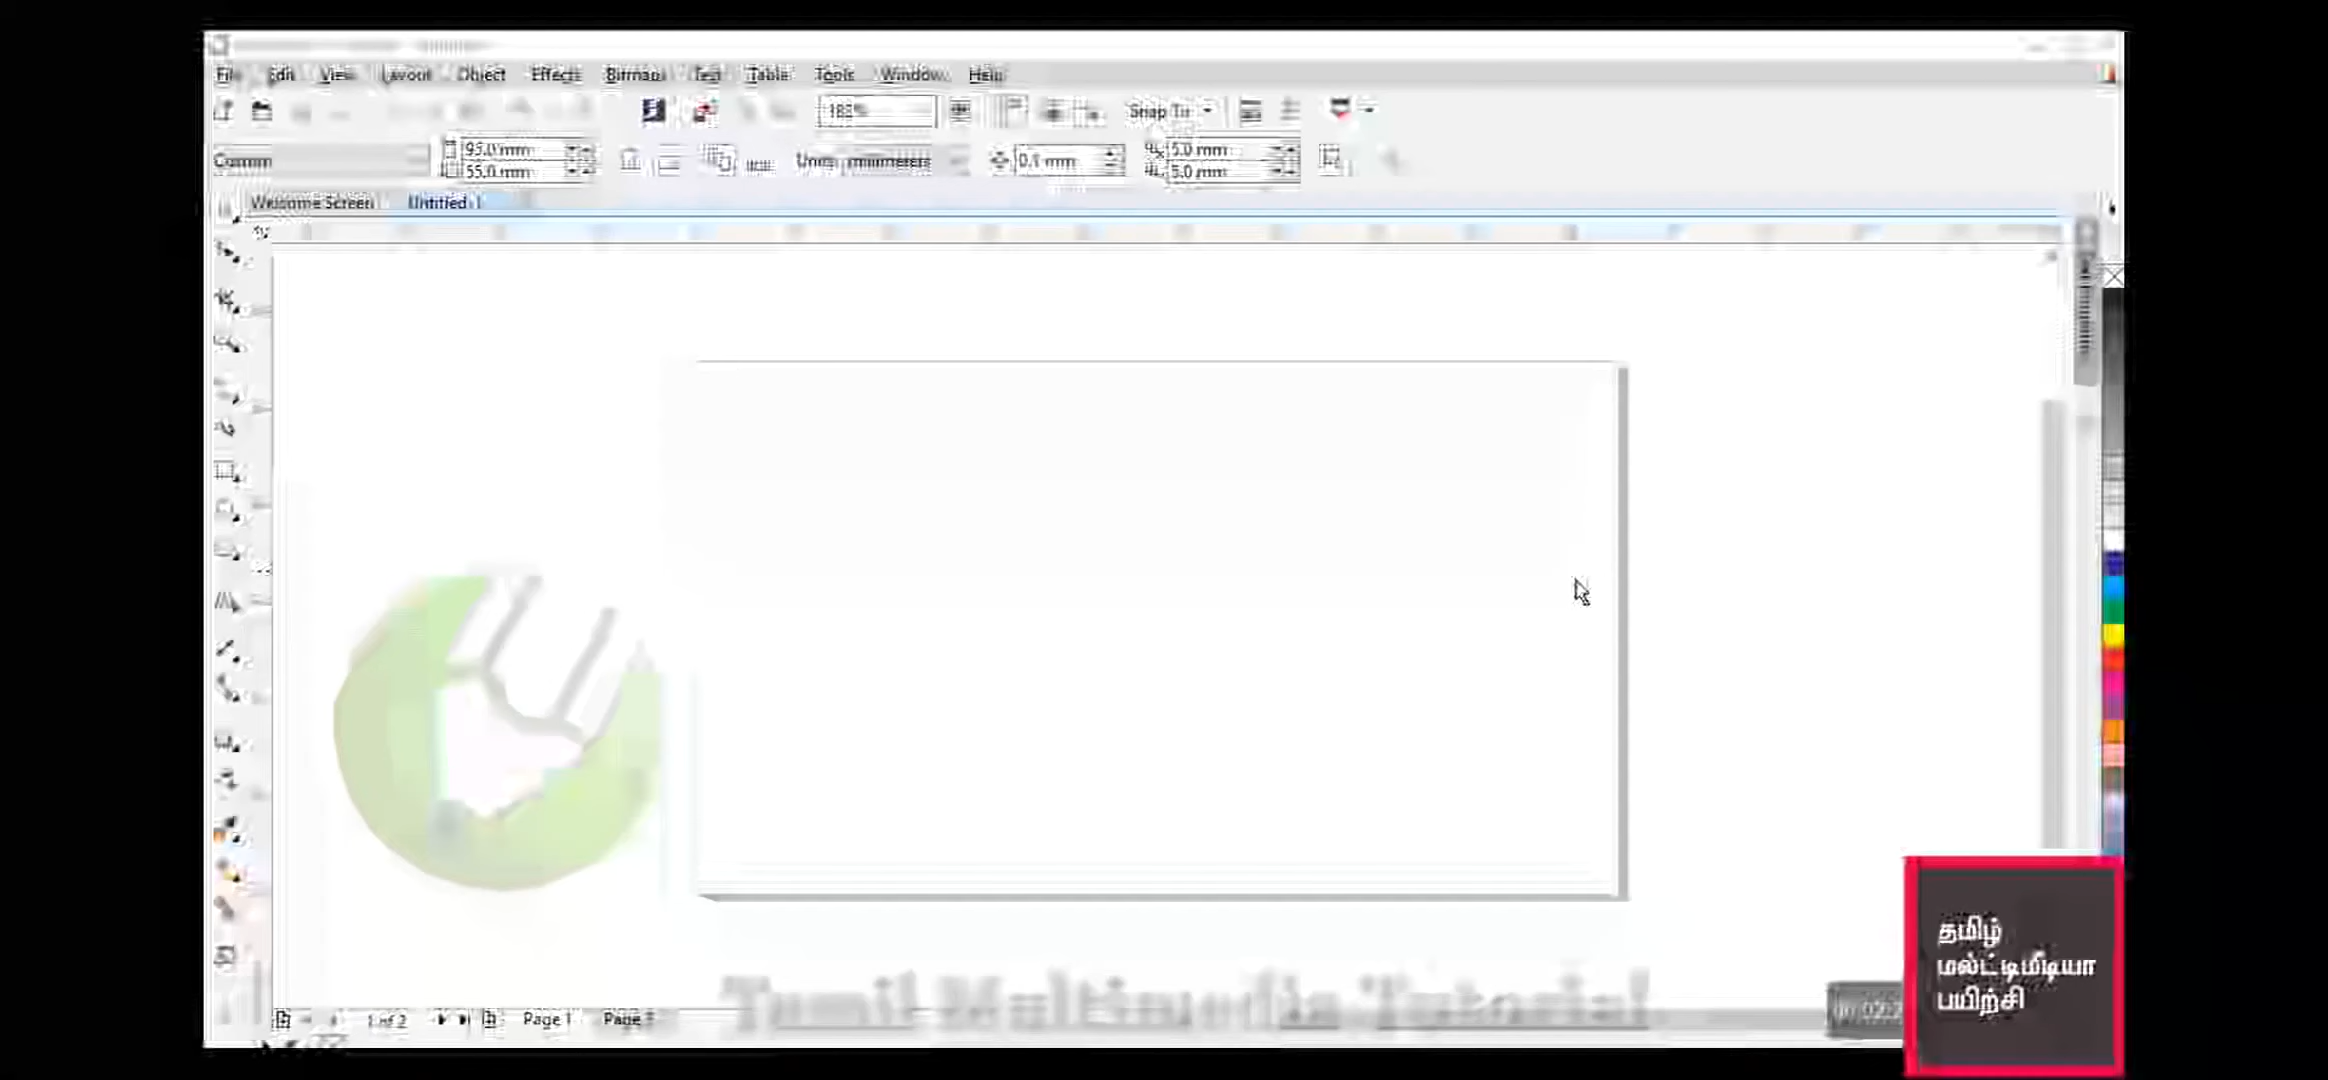 File Edit View Layout Object Effects Bitmaps Text Table Tools Window Help
183% Snap To
Custom 95.0 mm Units: millimeters 0.1 mm 5.0 mm
55.0 mm 5.0 mm
Welcome Screen Untitled-1
Tamil Multimedia Tutorial
1 of 2 Page 1 Page
தமிழ்
மல்ட்டிமீடியா
பயிற்சி